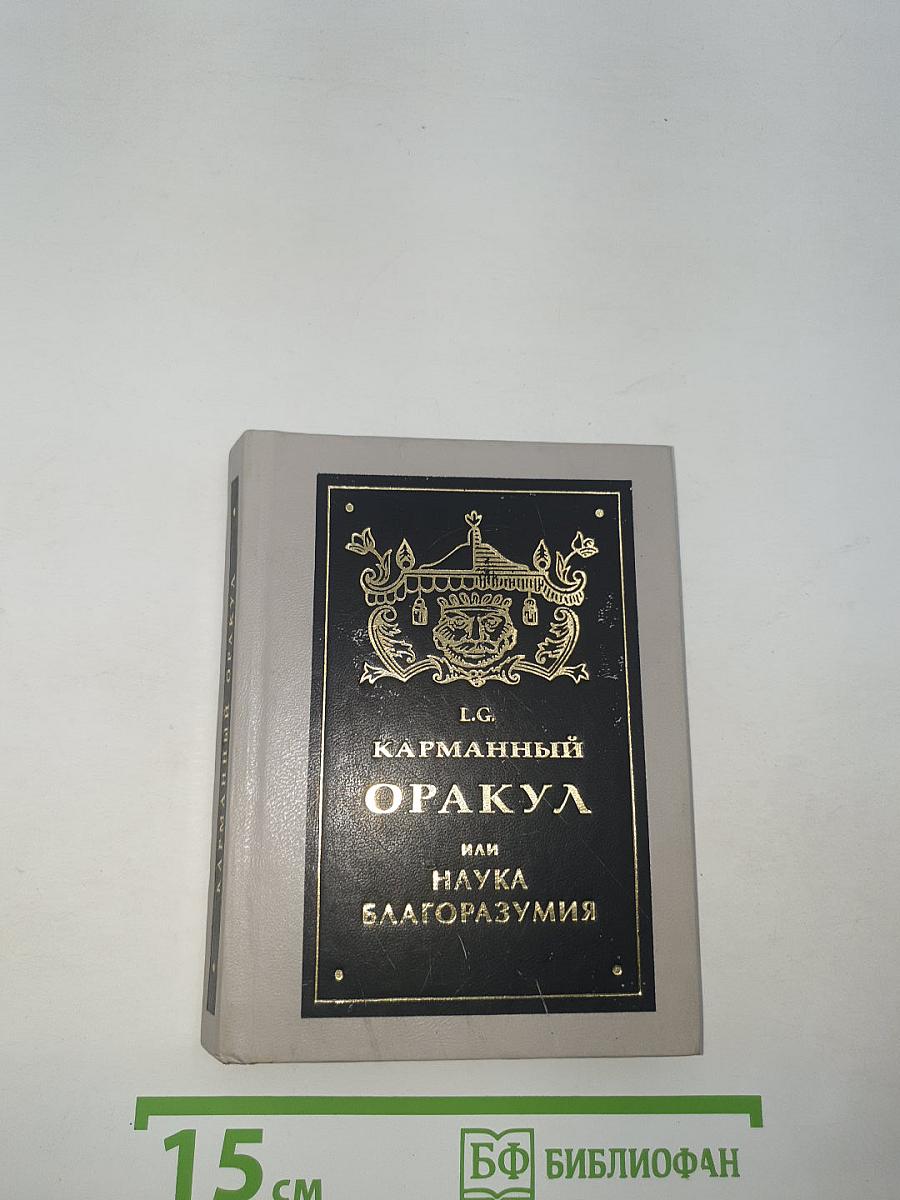 L.G.
КАРМАННЫЙ
ОРАКУЛ
ИЛИ
НАУКА
БЛАГОРАЗУМИЯ
КАРМАННЫЙ ОРАКУЛ
15 см
БФ БИБЛИОФАН